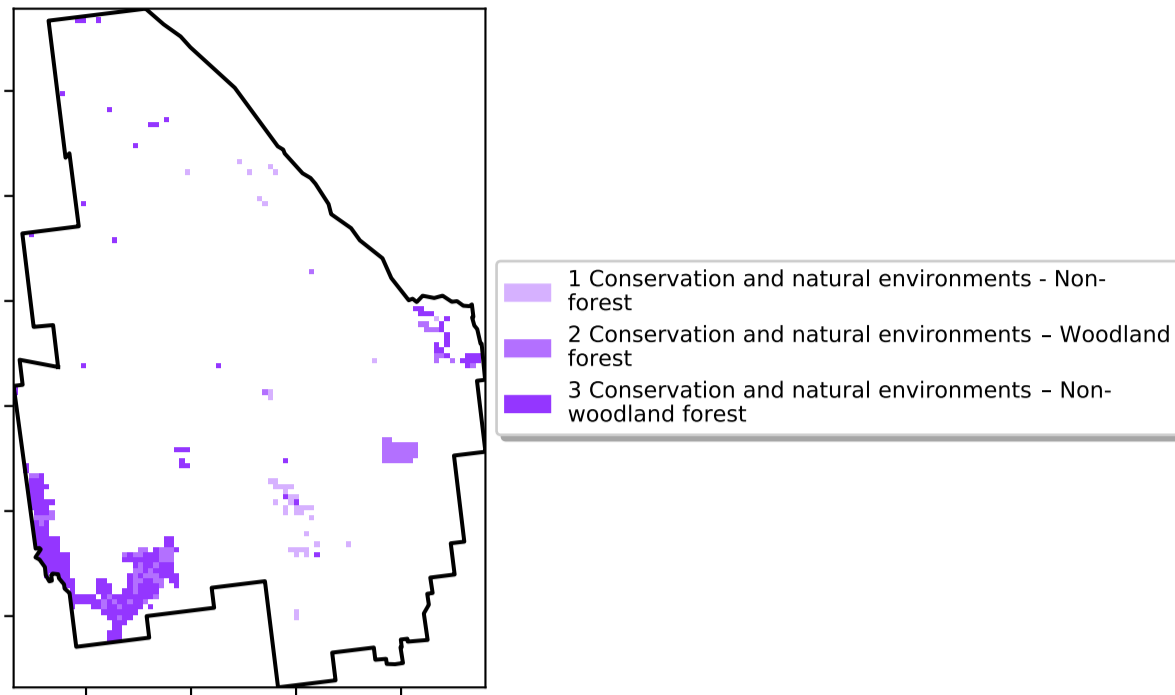 1 Conservation and natural environments - Non-
forest
2 Conservation and natural environments – Woodland
forest
3 Conservation and natural environments – Non-
woodland forest